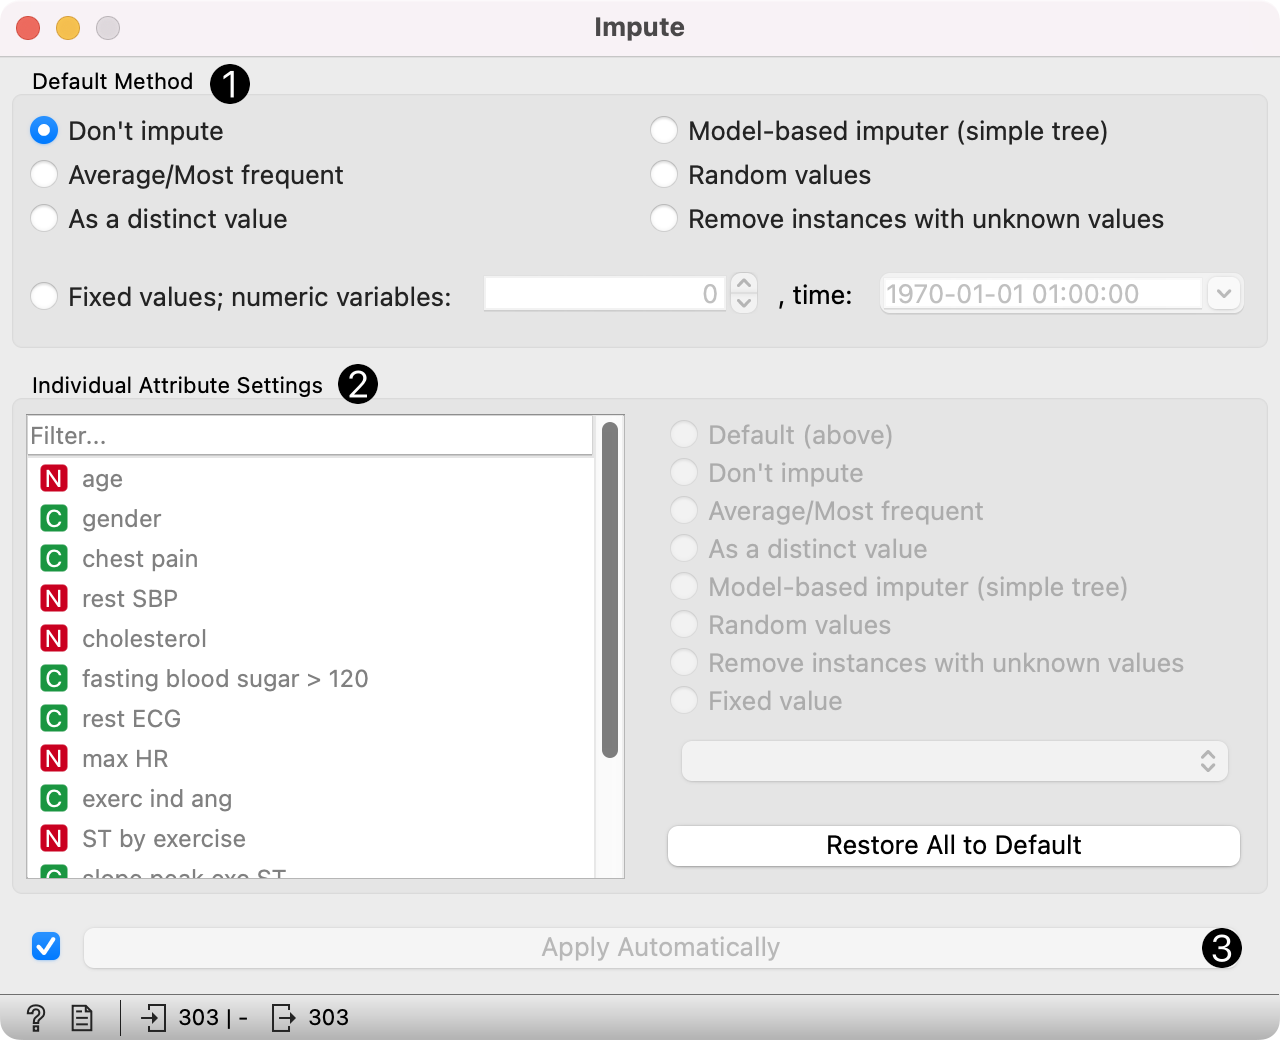 Impute
Default Method 1
Don't impute
Average/Most frequent
As a distinct value
Model-based imputer (simple tree)
Random values
Remove instances with unknown values
Fixed values; numeric variables: 0 , time: 1970-01-01 01:00:00
Individual Attribute Settings 2
Filter...
N age
C gender
C chest pain
N rest SBP
N cholesterol
C fasting blood sugar > 120
C rest ECG
N max HR
C exerc ind ang
N ST by exercise
C slope peak exc ST
Default (above)
Don't impute
Average/Most frequent
As a distinct value
Model-based imputer (simple tree)
Random values
Remove instances with unknown values
Fixed value
Restore All to Default
Apply Automatically 3
? 303 | - 303